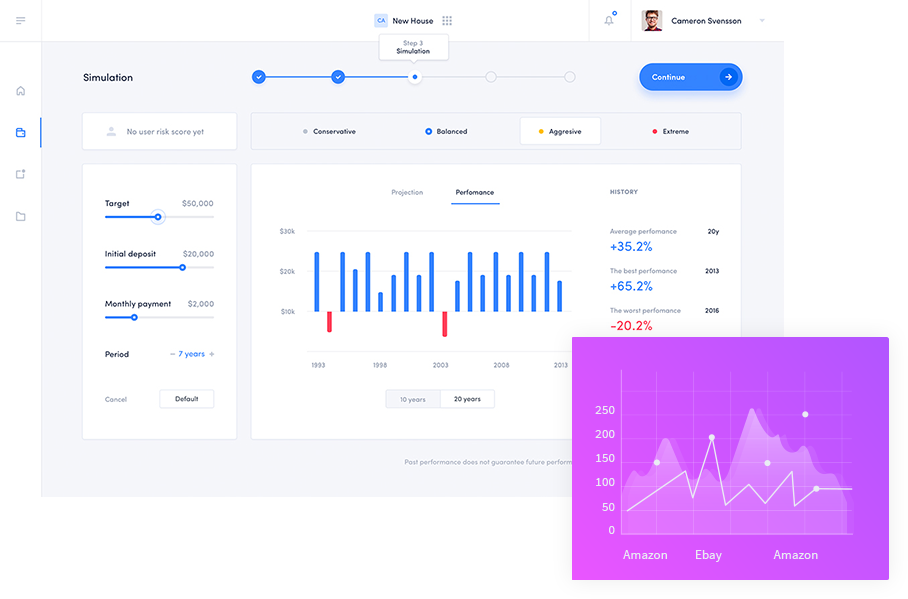 CA New House
Cameron Svensson
Step 3
Simulation
Simulation
Continue
No user risk score yet
Conservative
Balanced
Aggresive
Extreme
Target $50,000
Initial deposit $20,000
Monthly payment $2,000
Period − 7 years +
Cancel
Default
Projection
Perfomance
$30k
$20k
$10k
1993 1998 2003 2008 2013
10 years
20 years
HISTORY
Average perfomance 20y
+35.2%
The best perfomance 2013
+65.2%
The worst perfomance 2016
-20.2%
Past performance does not guarantee future perform
250
200
150
100
50
0
Amazon Ebay Amazon